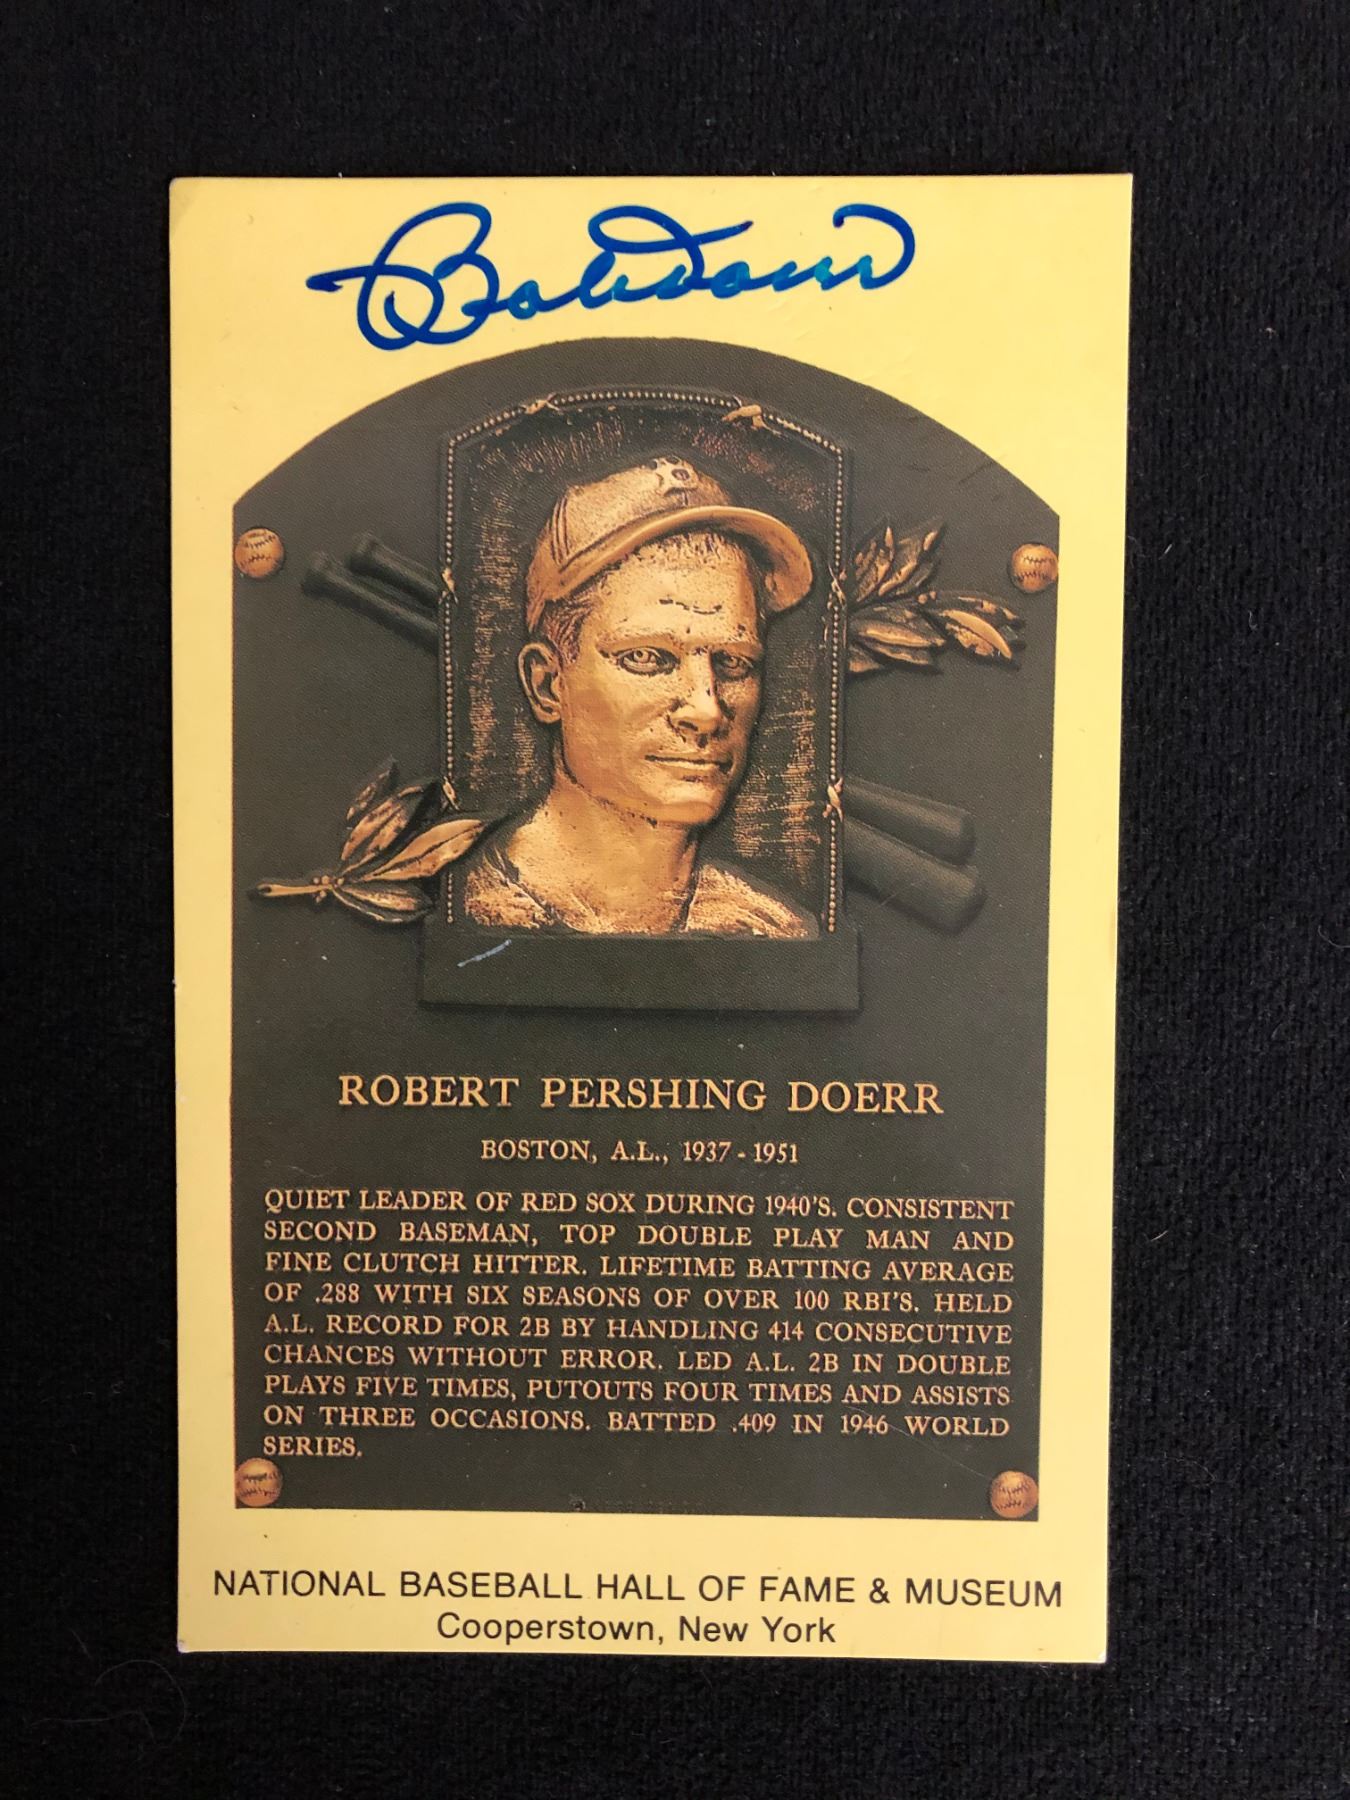 Bob Doerr
ROBERT PERSHING DOERR
BOSTON, A.L., 1937-1951
QUIET LEADER OF RED SOX DURING 1940'S. CONSISTENT
SECOND BASEMAN, TOP DOUBLE PLAY MAN AND
FINE CLUTCH HITTER. LIFETIME BATTING AVERAGE
OF .288 WITH SIX SEASONS OF OVER 100 RBI'S. HELD
A.L. RECORD FOR 2B BY HANDLING 414 CONSECUTIVE
CHANCES WITHOUT ERROR. LED A.L. 2B IN DOUBLE
PLAYS FIVE TIMES, PUTOUTS FOUR TIMES AND ASSISTS
ON THREE OCCASIONS. BATTED .409 IN 1946 WORLD
SERIES.
NATIONAL BASEBALL HALL OF FAME & MUSEUM
Cooperstown, New York